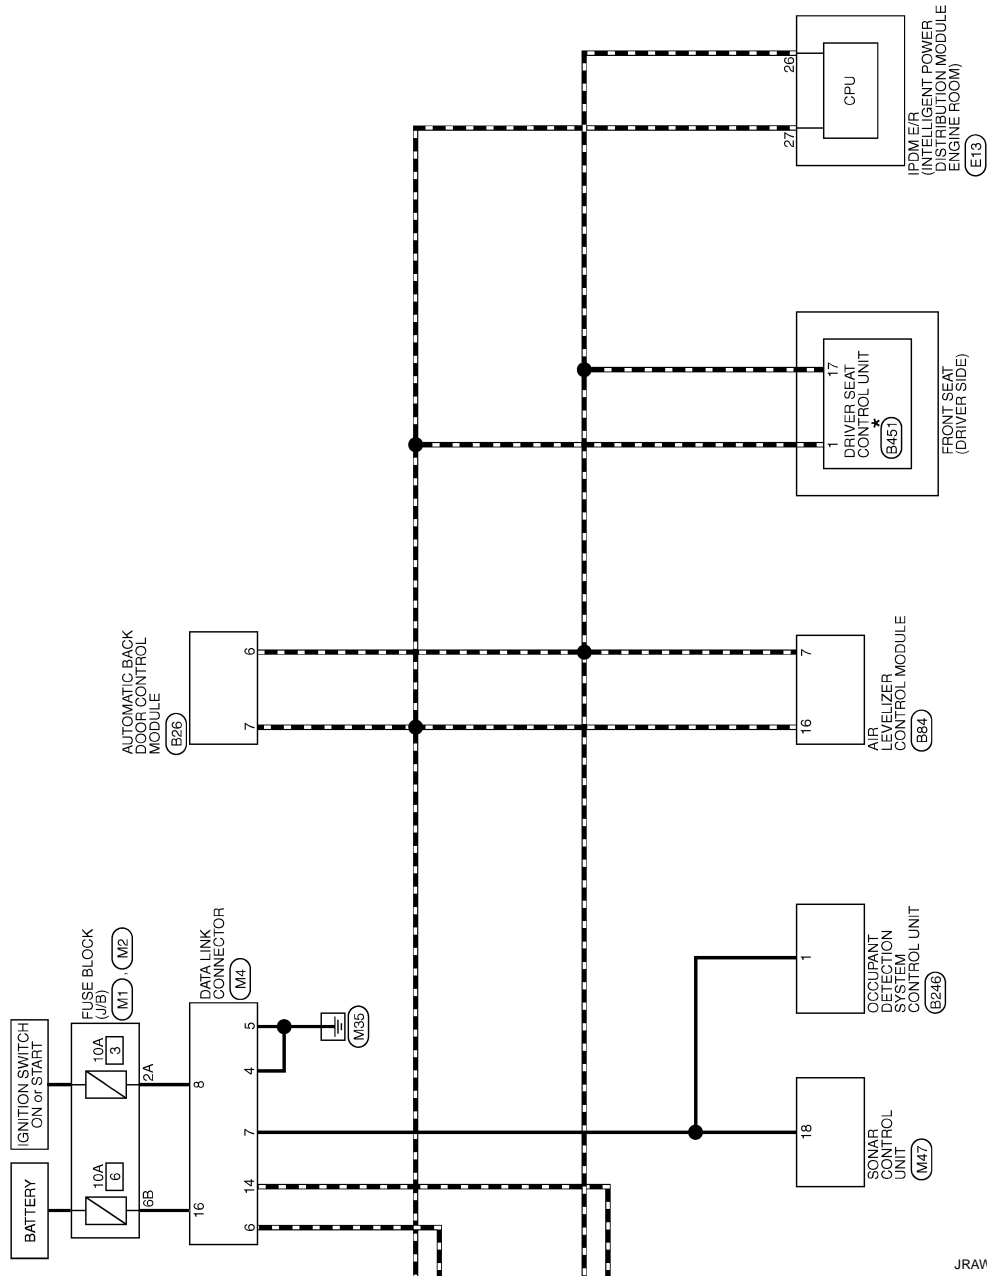 BATTERY
IGNITION SWITCH
ON or START
10A
6
6B
10A
3
2A
FUSE BLOCK
(J/B)
M1
,
M2
16
8
6
14
7
4
5
DATA LINK
CONNECTOR
M4
M35
AUTOMATIC BACK
DOOR CONTROL
MODULE
B26
7
6
SONAR
CONTROL
UNIT
M47
18
OCCUPANT
DETECTION
SYSTEM
CONTROL UNIT
B246
1
AIR
LEVELIZER
CONTROL MODULE
B84
16
7
1
17
DRIVER SEAT
CONTROL UNIT
*
B451
FRONT SEAT
(DRIVER SIDE)
27
26
CPU
IPDM E/R
(INTELLIGENT POWER
DISTRIBUTION MODULE
ENGINE ROOM)
E13
JRAW